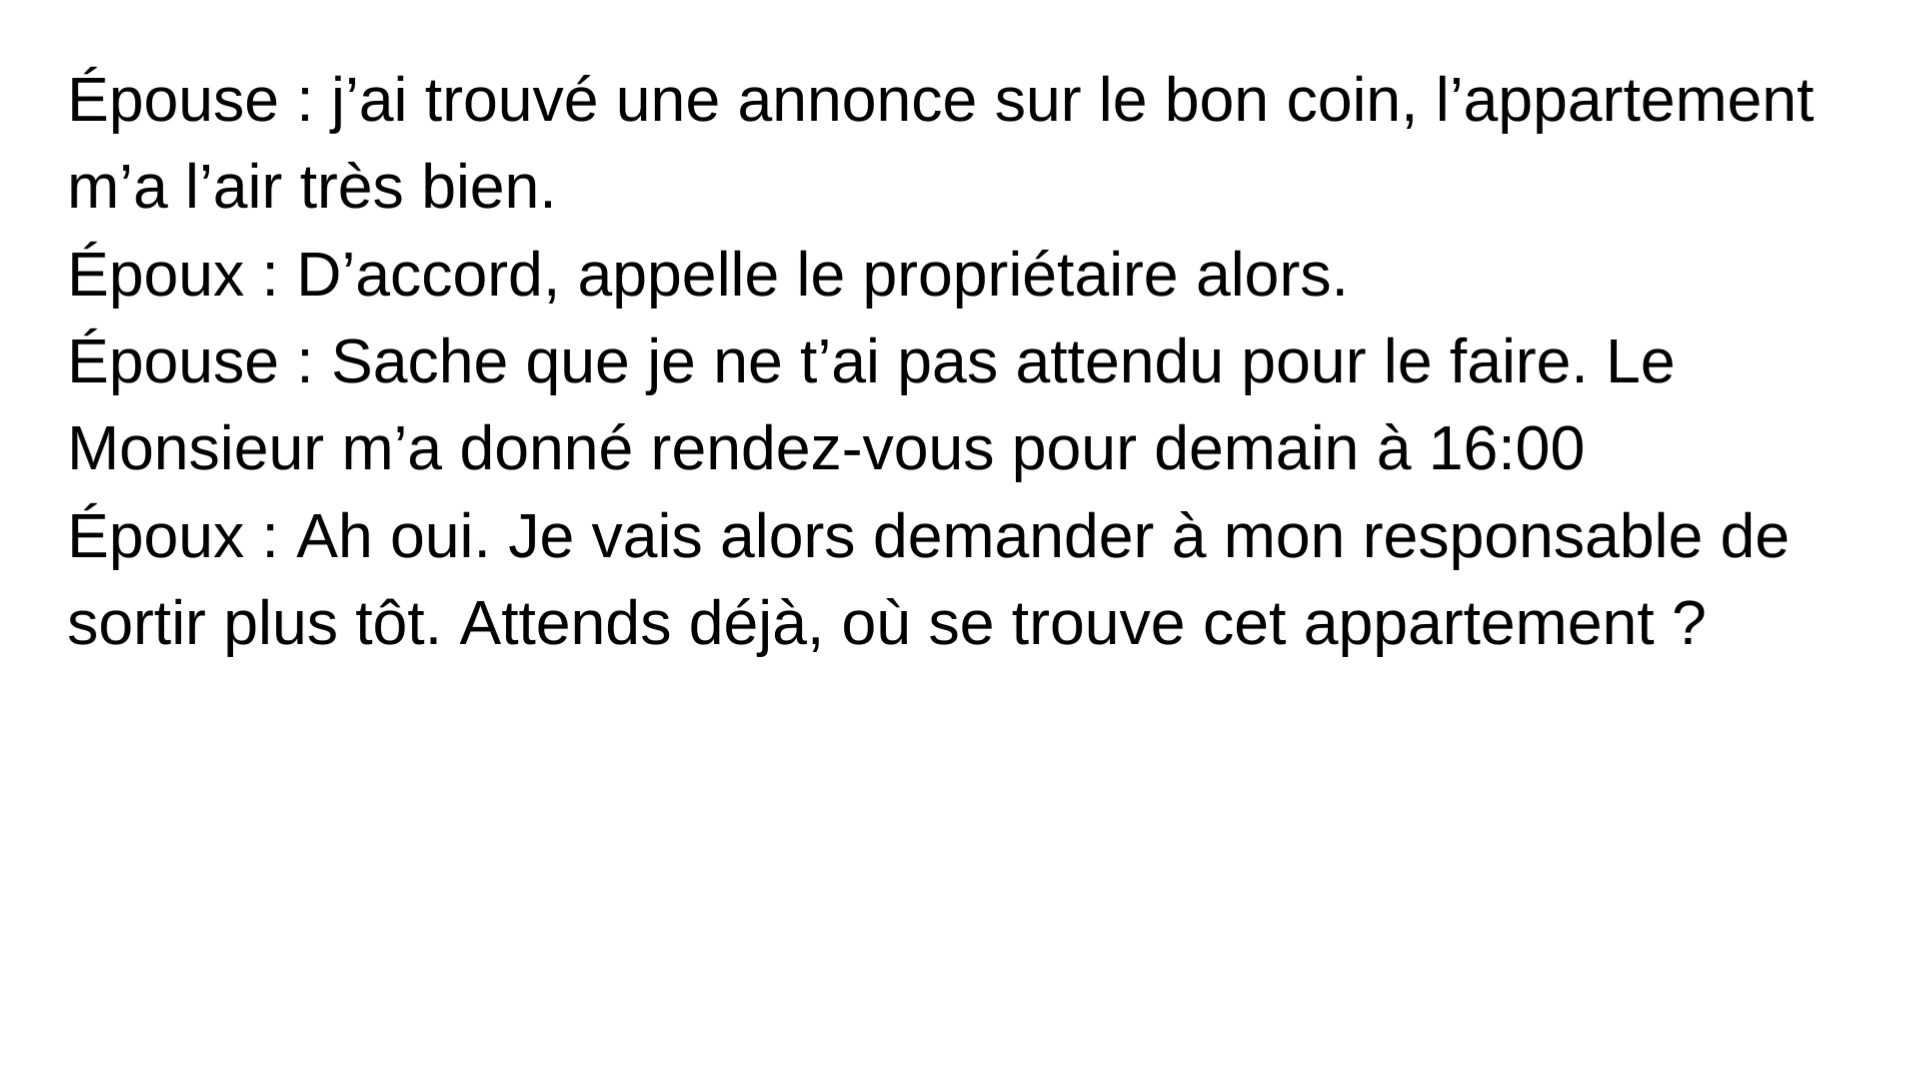 Épouse : j’ai trouvé une annonce sur le bon coin, l’appartement
m’a l’air très bien.
Époux : D’accord, appelle le propriétaire alors.
Épouse : Sache que je ne t’ai pas attendu pour le faire. Le
Monsieur m’a donné rendez-vous pour demain à 16:00
Époux : Ah oui. Je vais alors demander à mon responsable de
sortir plus tôt. Attends déjà, où se trouve cet appartement ?